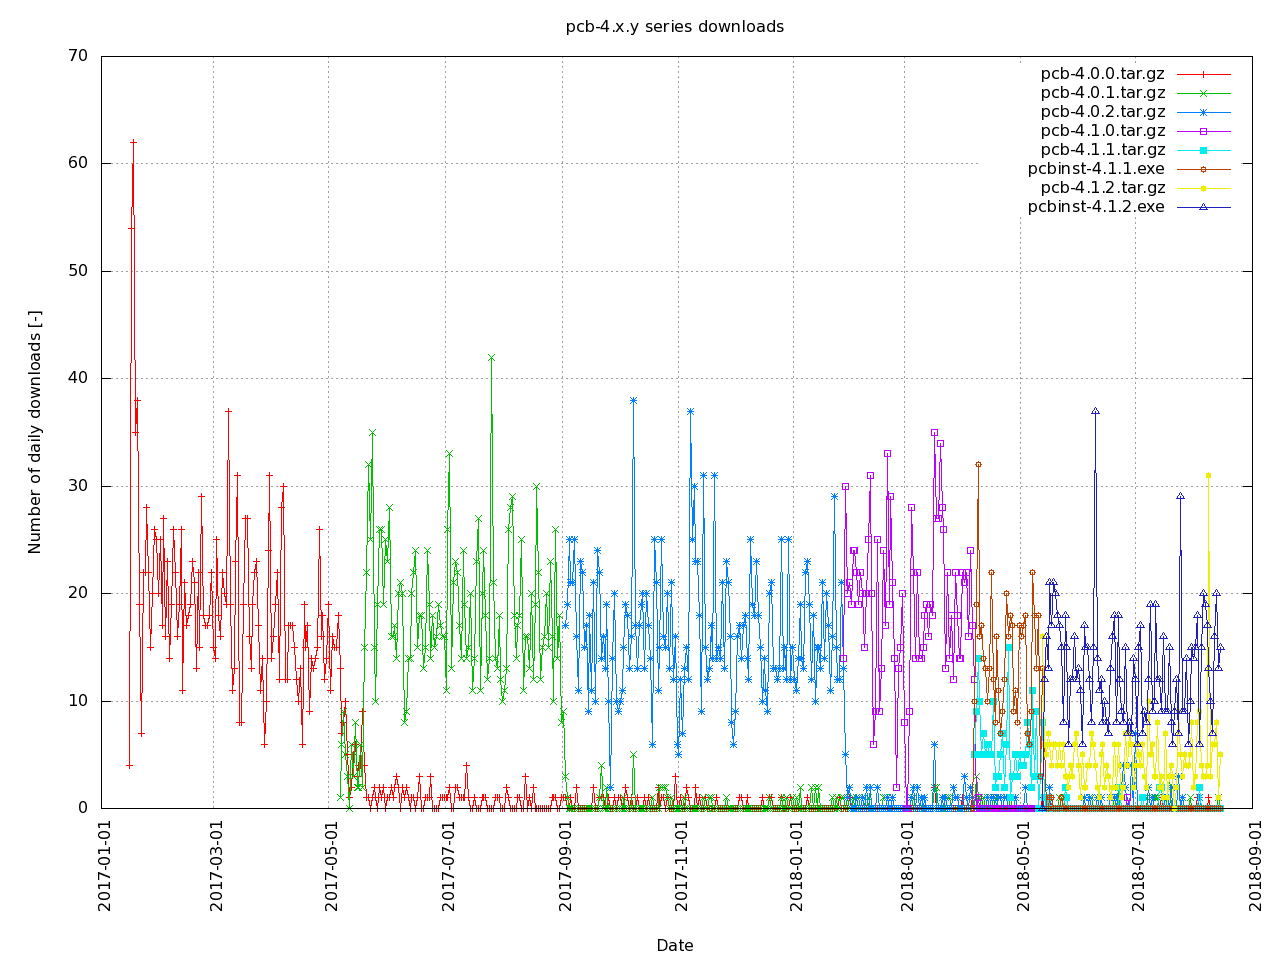 pcb-4.x.y series downloads
70
60
50
40
30
20
10
0
Number of daily downloads [-]
pcb-4.0.0.tar.gz
pcb-4.0.1.tar.gz
pcb-4.0.2.tar.gz
pcb-4.1.0.tar.gz
pcb-4.1.1.tar.gz
pcbinst-4.1.1.exe
pcb-4.1.2.tar.gz
pcbinst-4.1.2.exe
2017-01-01
2017-03-01
2017-05-01
2017-07-01
2017-09-01
2017-11-01
2018-01-01
2018-03-01
2018-05-01
2018-07-01
2018-09-01
Date